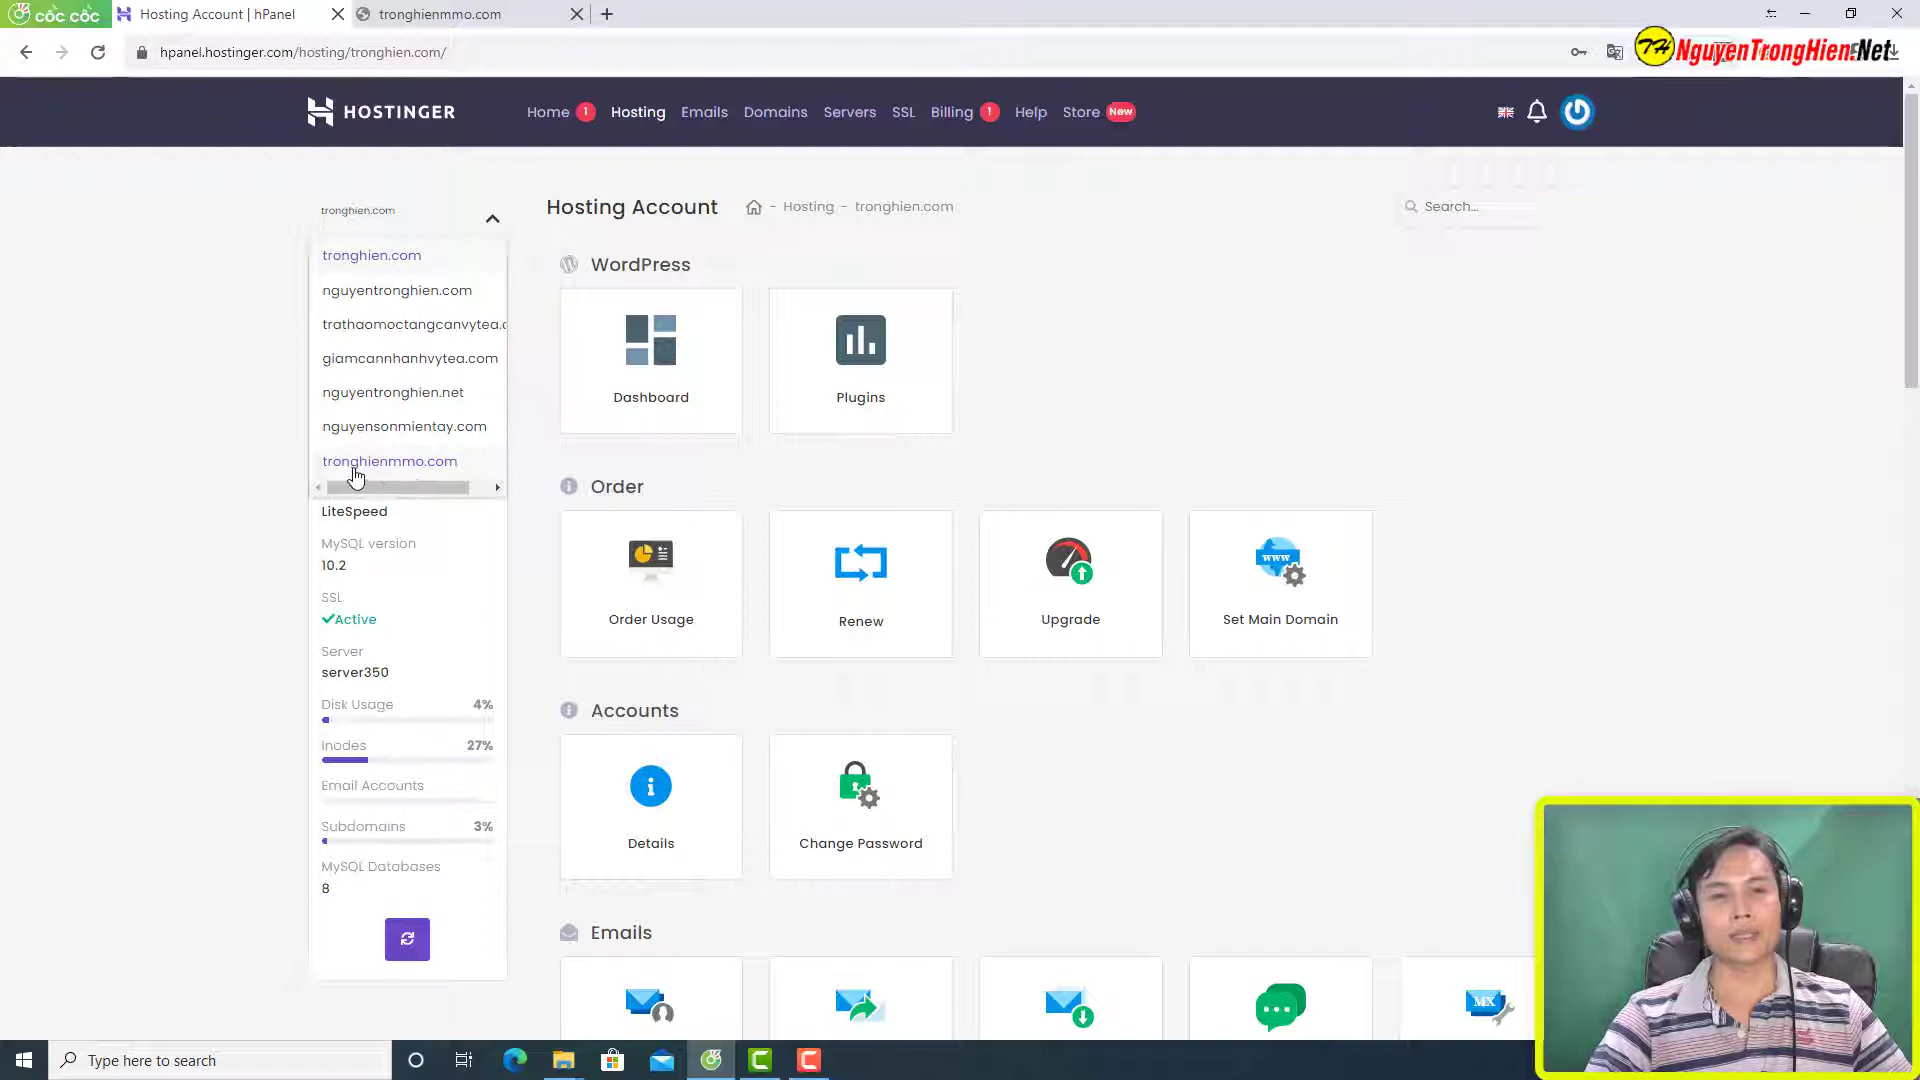 cốc cốc
Hosting Account | hPanel
tronghienmmo.com
hpanel.hostinger.com/hosting/tronghien.com/
TH
NguyenTrongHien.Net
HOSTINGER
Home 1
Hosting
Emails
Domains
Servers
SSL
Billing 1
Help
Store New
tronghien.com
tronghien.com
nguyentronghien.com
trathaomoctangcanvytea.c
giamcannhanhvytea.com
nguyentronghien.net
nguyensonmientay.com
tronghienmmo.com
LiteSpeed
MySQL version
10.2
SSL
Active
Server
server350
Disk Usage 4%
Inodes 27%
Email Accounts
Subdomains 3%
MySQL Databases
8
Hosting Account
- Hosting - tronghien.com
Search...
WordPress
Dashboard
Plugins
Order
Order Usage
Renew
Upgrade
WWW
Set Main Domain
Accounts
Details
Change Password
Emails
MX
Type here to search